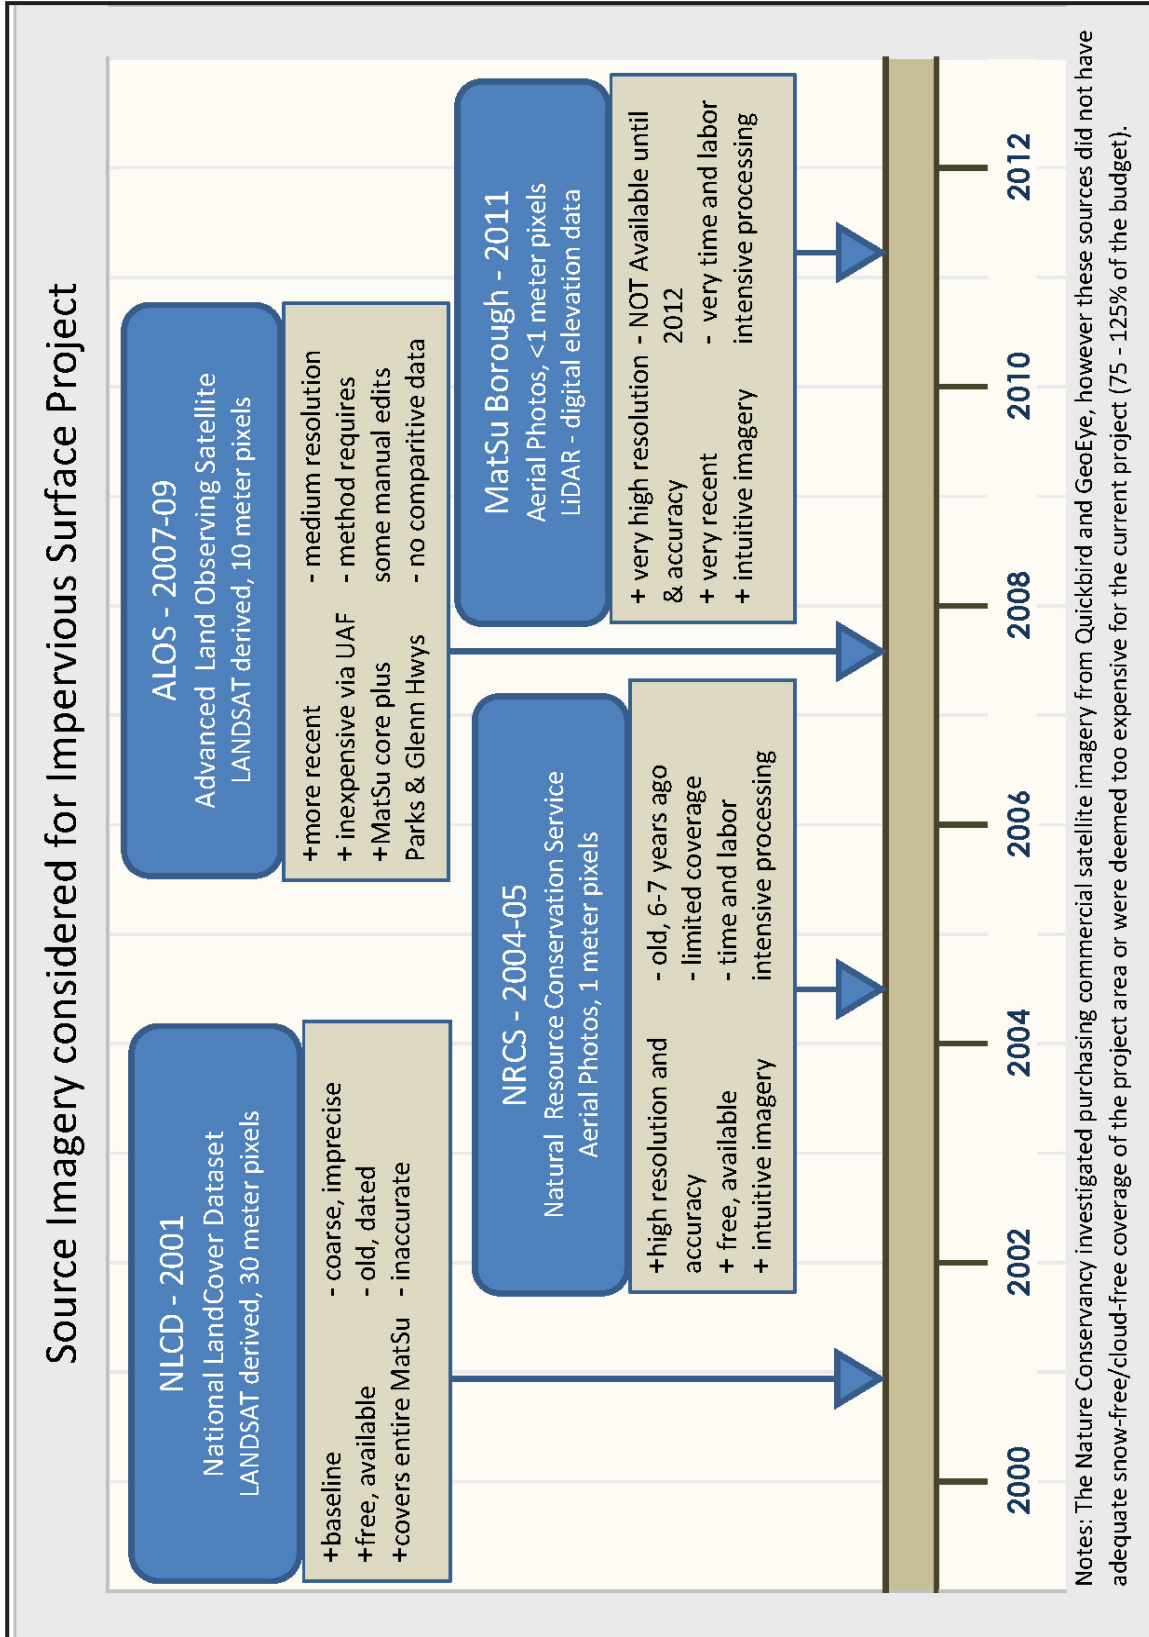 Source Imagery considered for Impervious Surface Project
NLCD - 2001
National LandCover Dataset
LANDSAT derived, 30 meter pixels
+baseline
+free, available
+covers entire MatSu
- coarse, imprecise
- old, dated
- inaccurate
NRCS - 2004-05
Natural Resource Conservation Service
Aerial Photos, 1 meter pixels
+high resolution and
accuracy
+ free, available
+ intuitive imagery
- old, 6-7 years ago
- limited coverage
- time and labor
intensive processing
ALOS - 2007-09
Advanced Land Observing Satellite
LANDSAT derived, 10 meter pixels
+more recent
+ inexpensive via UAF
+MatSu core plus
Parks & Glenn Hwys
- medium resolution
- method requires
some manual edits
- no comparitive data
MatSu Borough - 2011
Aerial Photos, <1 meter pixels
LiDAR - digital elevation data
+ very high resolution
& accuracy
+ very recent
+ intuitive imagery
- NOT Available until
2012
- very time and labor
intensive processing
2000
2002
2004
2006
2008
2010
2012
Notes: The Nature Conservancy investigated purchasing commercial satellite imagery from Quickbird and GeoEye, however these sources did not have
adequate snow-free/cloud-free coverage of the project area or were deemed too expensive for the current project (75 - 125% of the budget).